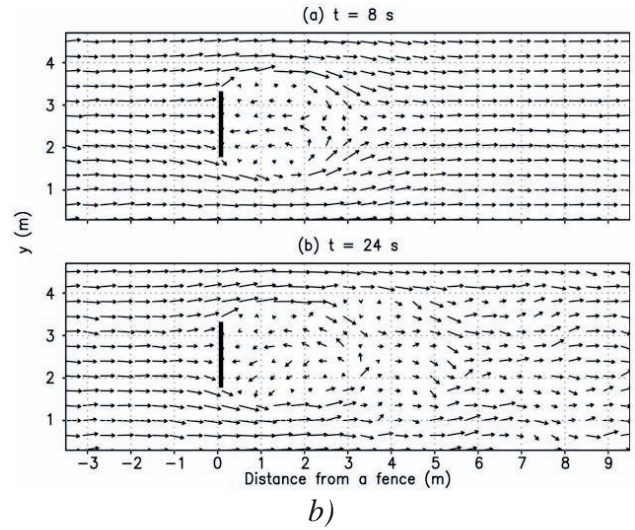 (a) t = 8 s
4
3
2
1
y (m)
(b) t = 24 s
4
3
2
1
−3 −2 −1 0 1 2 3 4 5 6 7 8 9
Distance from a fence (m)
b)